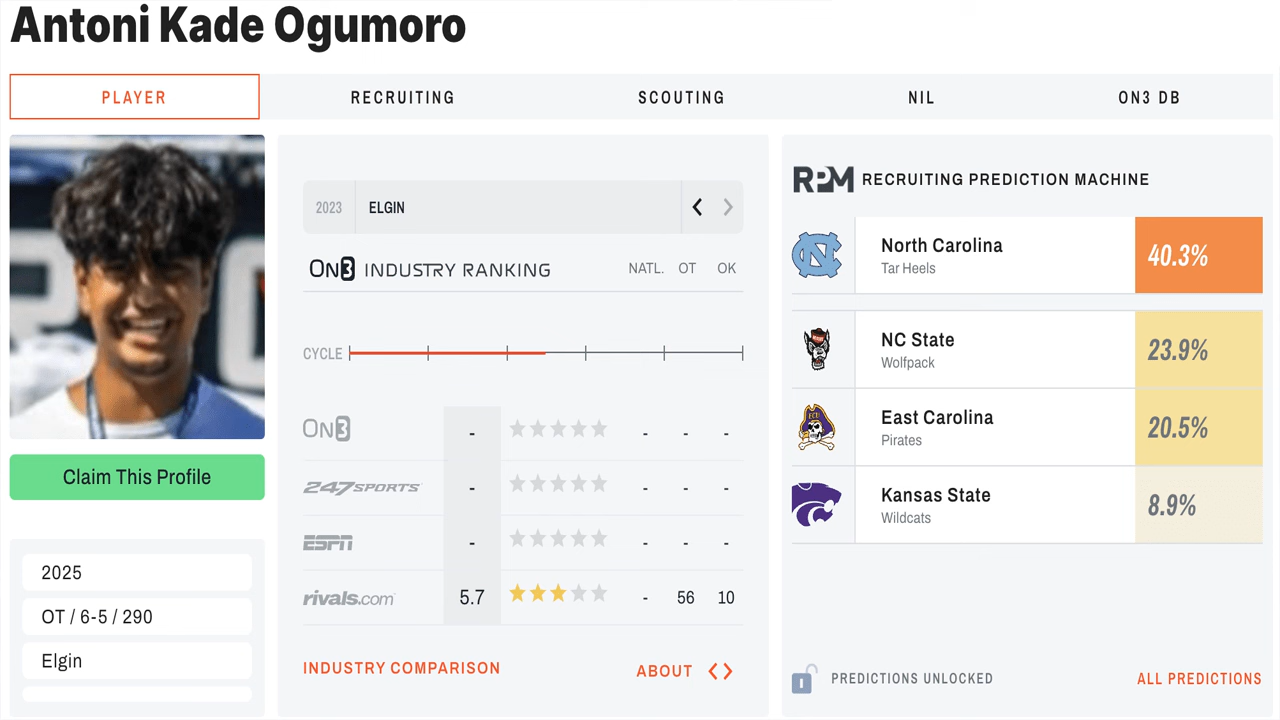 Antoni Kade Ogumoro
PLAYER RECRUITING SCOUTING NIL ON3 DB
Claim This Profile
2025
OT / 6-5 / 290
Elgin
2023 ELGIN
ON3 INDUSTRY RANKING NATL. OT OK
CYCLE
ON3 - - - -
247SPORTS - - - -
ESPN - - - -
rivals.com 5.7 - 56 10
INDUSTRY COMPARISON ABOUT
RPM RECRUITING PREDICTION MACHINE
North Carolina
Tar Heels
40.3%
NC State
Wolfpack
23.9%
ECU
East Carolina
Pirates
20.5%
Kansas State
Wildcats
8.9%
PREDICTIONS UNLOCKED ALL PREDICTIONS